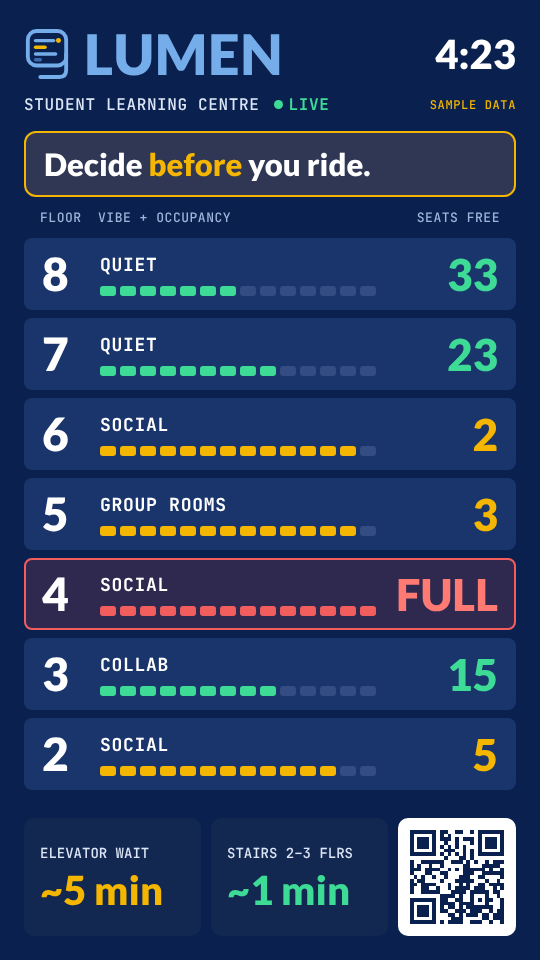 LUMEN
4:23
STUDENT LEARNING CENTRE LIVE SAMPLE DATA
Decide before you ride.
FLOOR VIBE + OCCUPANCY SEATS FREE
8 QUIET 33
7 QUIET 23
6 SOCIAL 2
5 GROUP ROOMS 3
4 SOCIAL FULL
3 COLLAB 15
2 SOCIAL 5
ELEVATOR WAIT
~5 min
STAIRS 2–3 FLRS
~1 min